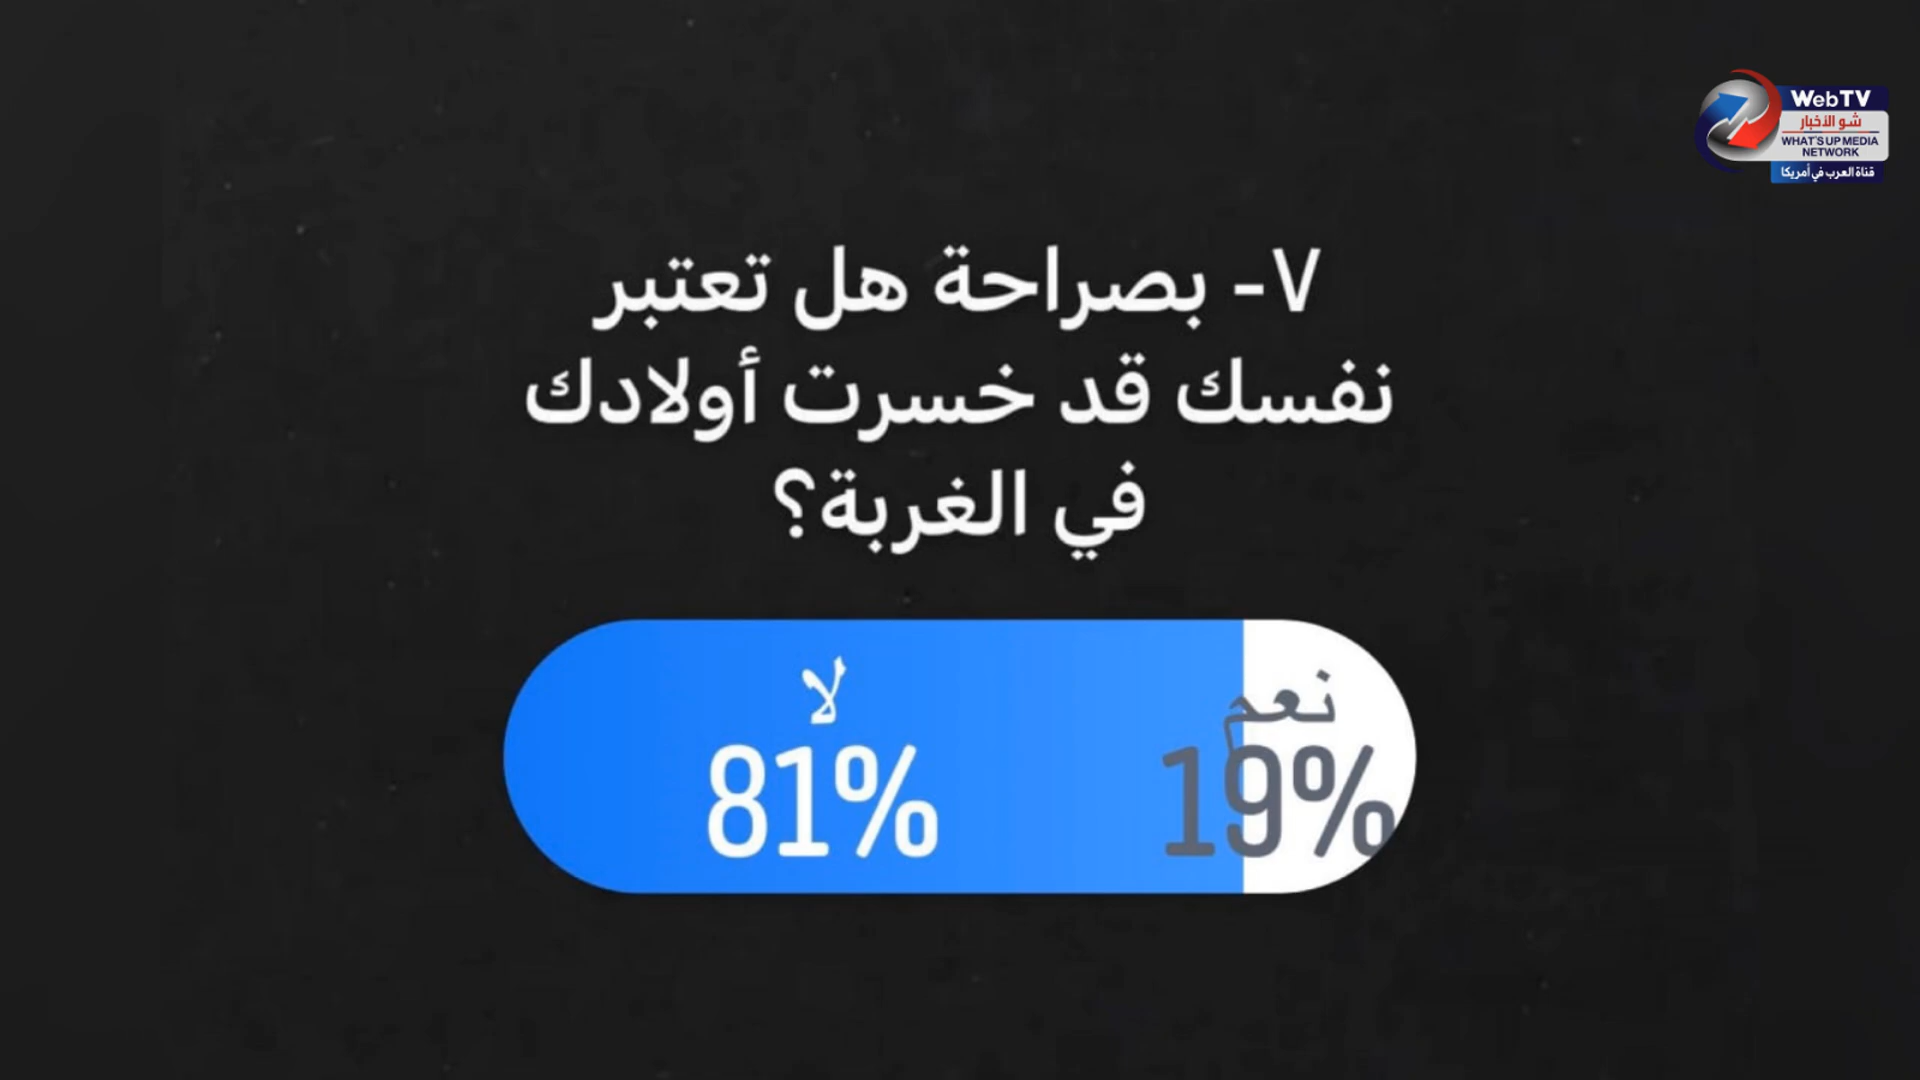 WebTV
شو الأخبار
WHAT'S UP MEDIA
NETWORK
قناة العرب في أمريكا
٧- بصراحة هل تعتبر
نفسك قد خسرت أولادك
في الغربة؟
نعم لا
19% 81%